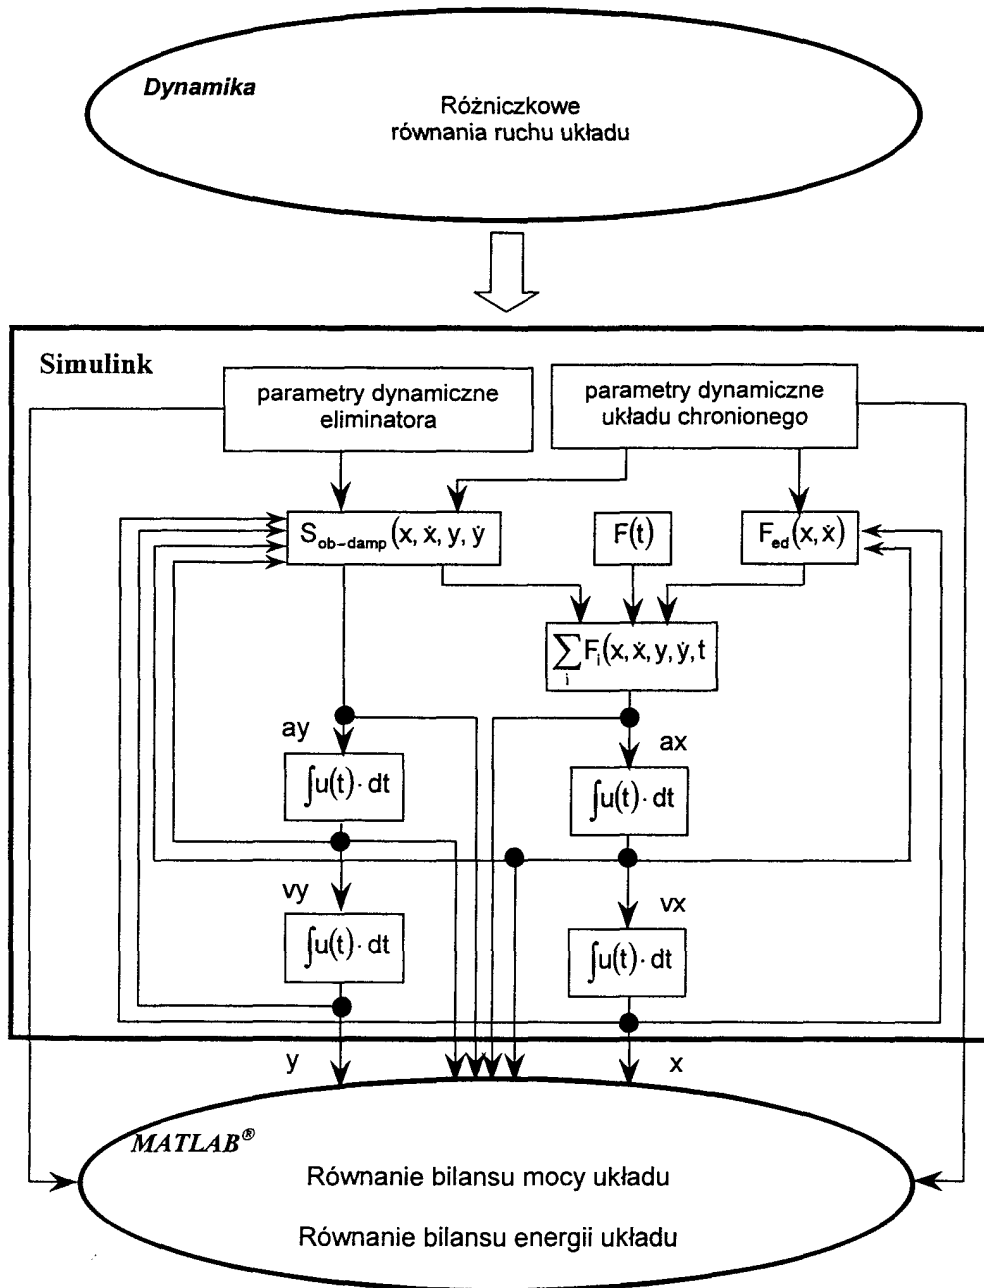 Dynamika
Różniczkowe
równania ruchu układu
Simulink
parametry dynamiczne
eliminatora
parametry dynamiczne
układu chronionego
S_ob-damp(x, ẋ, y, ẏ
F(t)
F_ed(x, ẋ)
∑_i F_i(x, ẋ, y, ẏ, t
ay
ax
∫u(t)· dt
∫u(t)· dt
vy
vx
∫u(t)· dt
∫u(t)· dt
y
x
MATLAB®
Równanie bilansu mocy układu
Równanie bilansu energii układu